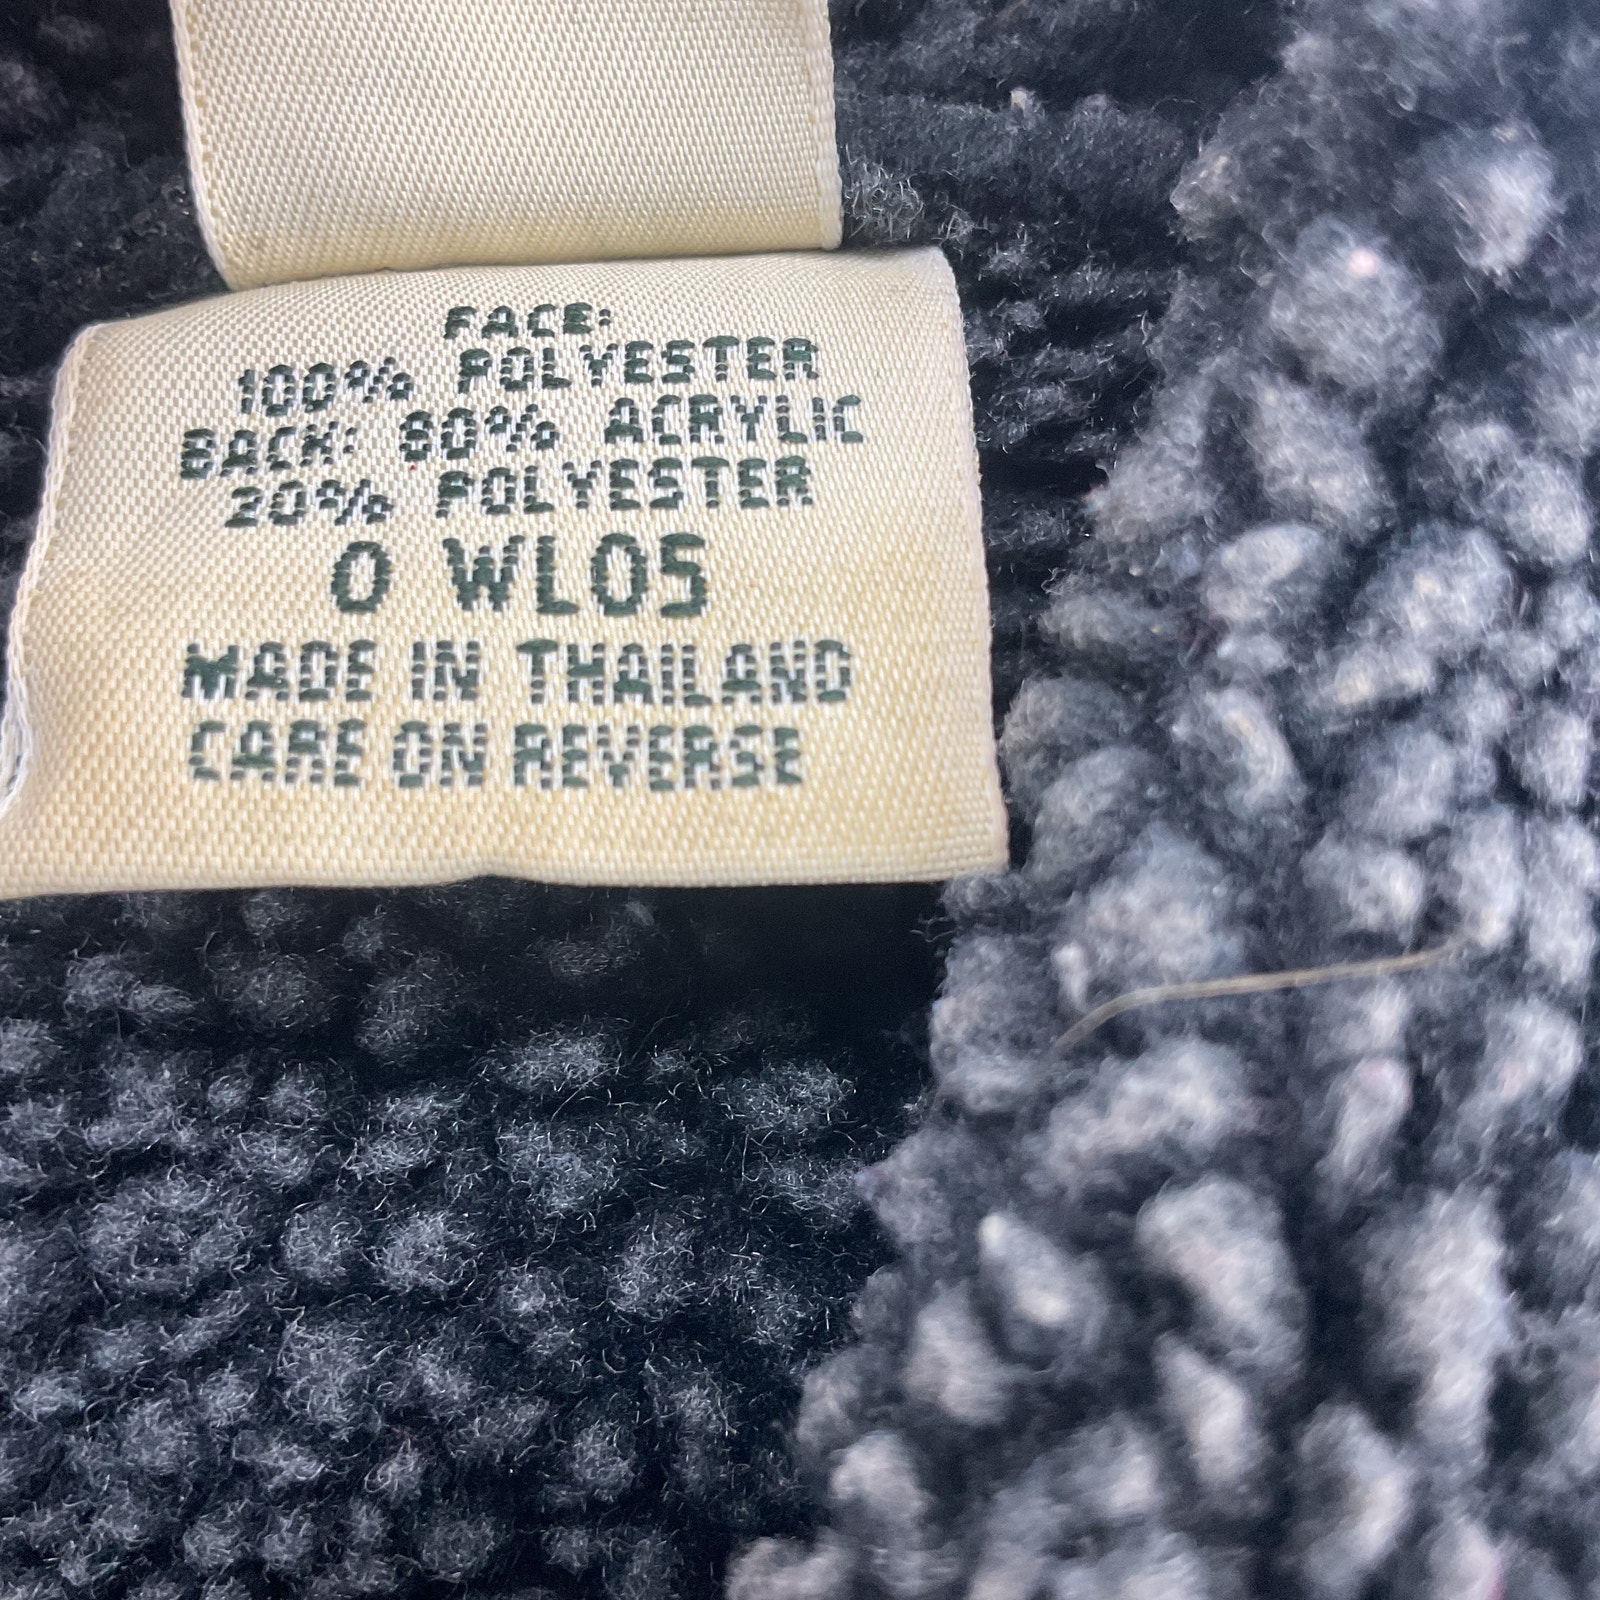 FACE:
100% POLYESTER
BACK: 80% ACRYLIC
20% POLYESTER
0 WL05
MADE IN THAILAND
CARE ON REVERSE